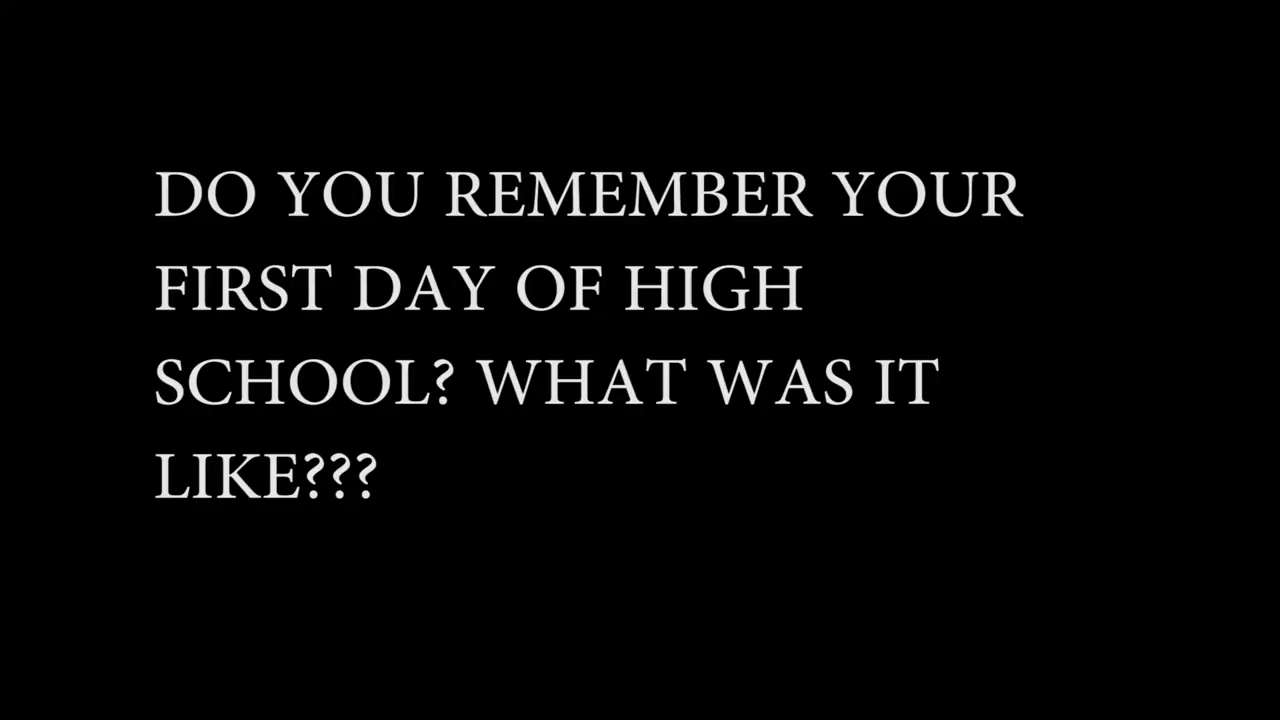 DO YOU REMEMBER YOUR
FIRST DAY OF HIGH
SCHOOL? WHAT WAS IT
LIKE???